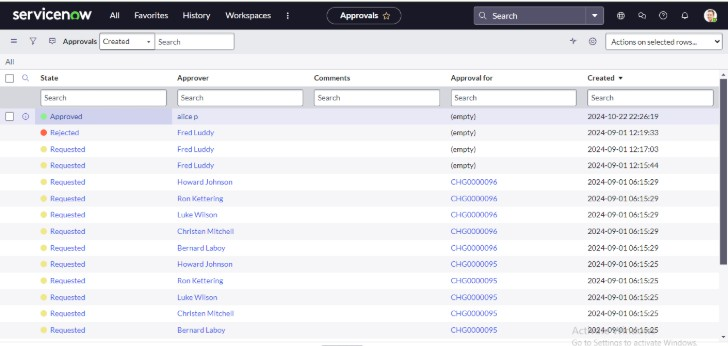 servicenow All Favorites History Workspaces Approvals Search
Approvals Created Search Actions on selected rows...
All
State Approver Comments Approval for Created
Search Search Search Search Search
Approved alice p (empty) 2024-10-22 22:26:19
Rejected Fred Luddy (empty) 2024-09-01 12:19:33
Requested Fred Luddy (empty) 2024-09-01 12:17:03
Requested Fred Luddy (empty) 2024-09-01 12:15:44
Requested Howard Johnson CHG0000096 2024-09-01 06:15:29
Requested Ron Kettering CHG0000096 2024-09-01 06:15:29
Requested Luke Wilson CHG0000096 2024-09-01 06:15:29
Requested Christen Mitchell CHG0000096 2024-09-01 06:15:29
Requested Bernard Laboy CHG0000096 2024-09-01 06:15:29
Requested Howard Johnson CHG0000095 2024-09-01 06:15:25
Requested Ron Kettering CHG0000095 2024-09-01 06:15:25
Requested Luke Wilson CHG0000095 2024-09-01 06:15:25
Requested Christen Mitchell CHG0000095 2024-09-01 06:15:25
Requested Bernard Laboy CHG0000095 2024-09-01 06:15:25
Go to Settings to activate Windows.